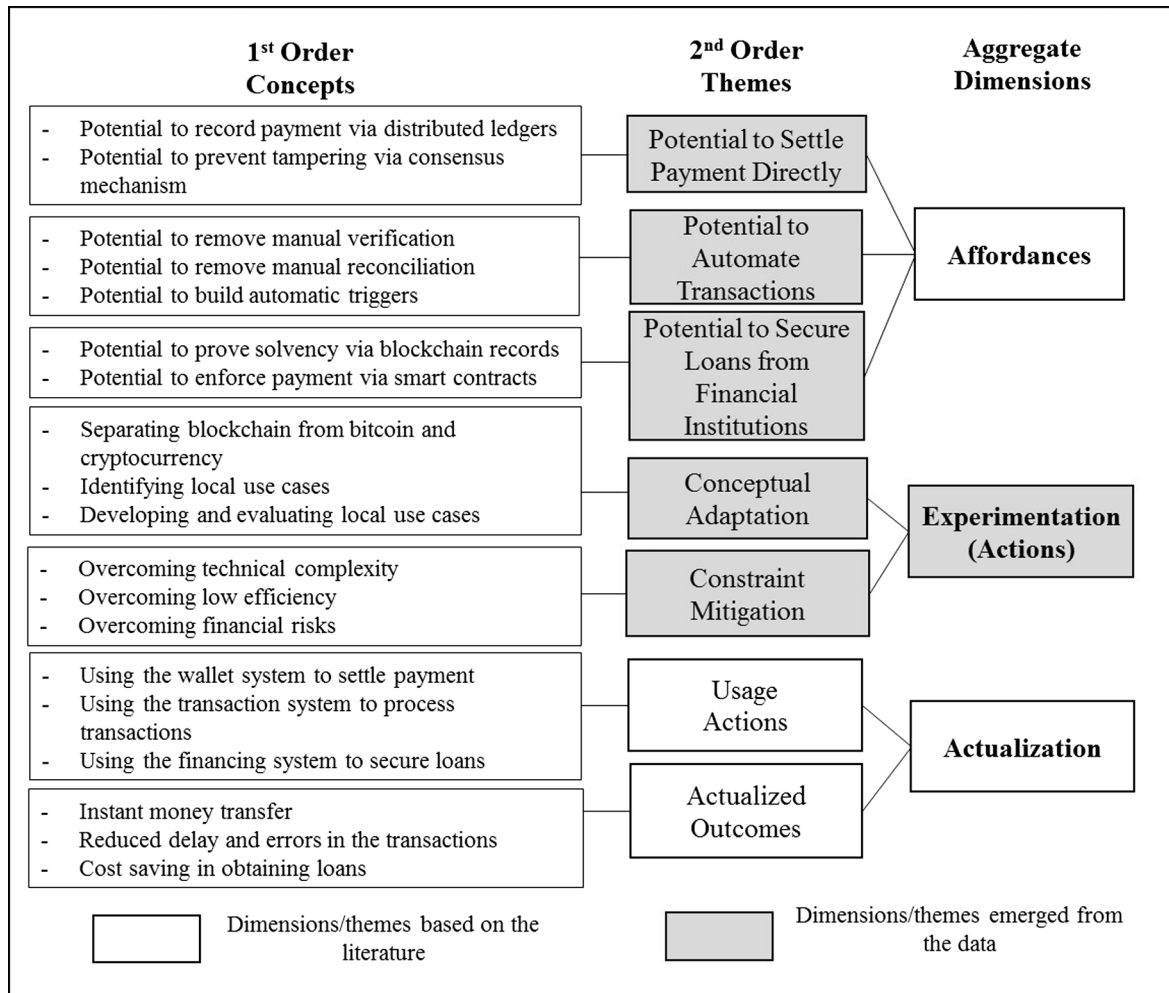 1st Order
Concepts
2nd Order
Themes
Aggregate
Dimensions
- Potential to record payment via distributed ledgers
- Potential to prevent tampering via consensus
mechanism
Potential to Settle
Payment Directly
- Potential to remove manual verification
- Potential to remove manual reconciliation
- Potential to build automatic triggers
Potential to
Automate
Transactions
Affordances
- Potential to prove solvency via blockchain records
- Potential to enforce payment via smart contracts
Potential to Secure
Loans from
Financial
Institutions
- Separating blockchain from bitcoin and
cryptocurrency
- Identifying local use cases
- Developing and evaluating local use cases
Conceptual
Adaptation
Experimentation
(Actions)
- Overcoming technical complexity
- Overcoming low efficiency
- Overcoming financial risks
Constraint
Mitigation
- Using the wallet system to settle payment
- Using the transaction system to process
transactions
- Using the financing system to secure loans
Usage
Actions
Actualization
- Instant money transfer
- Reduced delay and errors in the transactions
- Cost saving in obtaining loans
Actualized
Outcomes
Dimensions/themes based on the
literature
Dimensions/themes emerged from
the data